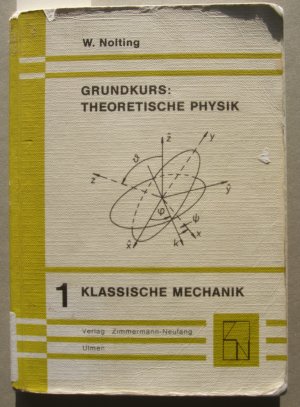 W. Nolting
GRUNDKURS:
THEORETISCHE PHYSIK
ẑ
y
ϑ
z
ŷ
φ
ψ
x̂
k
x
1 KLASSISCHE MECHANIK
Verlag Zimmermann-Neufang
Ulmen